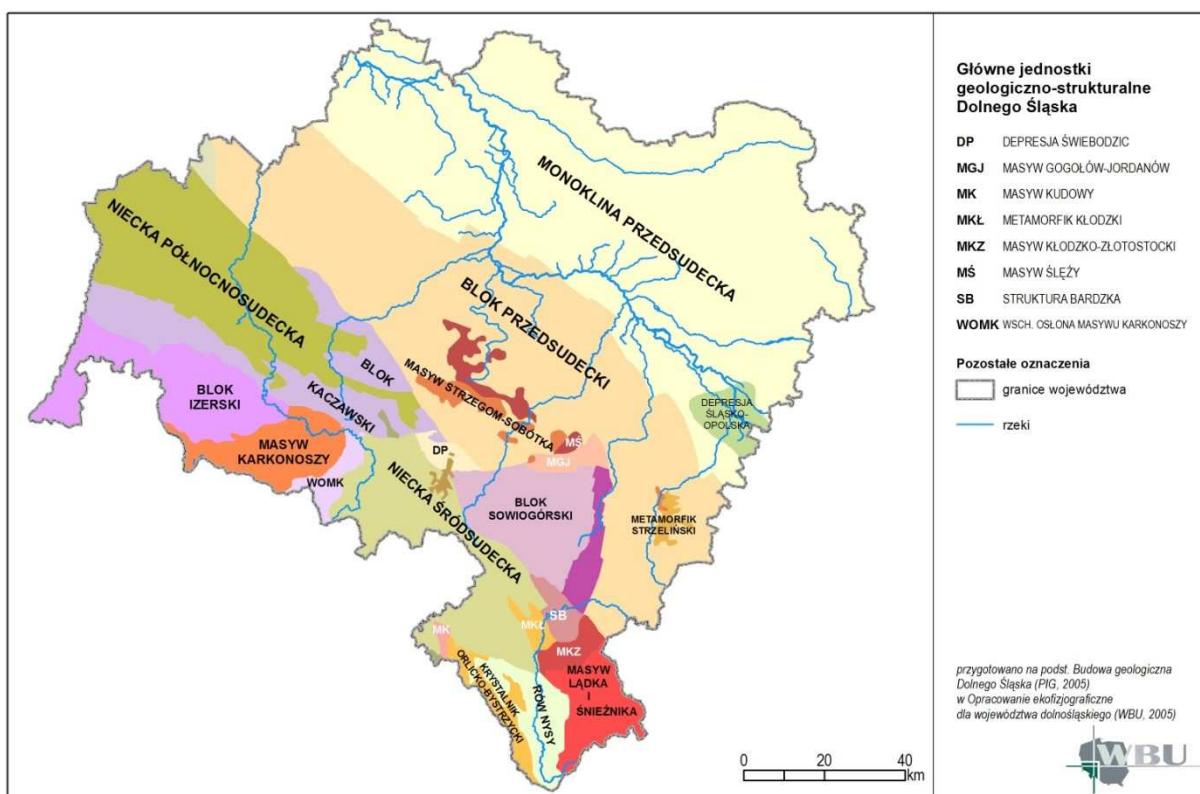 MONOKLINA PRZEDSUDECKA
NIECKA PÓŁNOCNOSUDECKA
BLOK PRZEDSUDECKI
BLOK
IZERSKI
KACZAWSKI
BLOK
MASYW STRZEGOM-SOBÓTKA
DEPRESJA
ŚLĄSKO-
OPOLSKA
MASYW
KARKONOSZY
WOMK
DP
MŚ
MGJ
NIECKA ŚRÓDSUDECKA
BLOK
SOWIOGÓRSKI
METAMORFIK
STRZELIŃSKI
SB
MKŁ
MK
MKZ
KRYSTALNIK
ORLICKO-BYSTRZYCKI
RÓW NYSY
MASYW
LĄDKA
I
ŚNIEŻNIKA
0 20 40
km
Główne jednostki
geologiczno-strukturalne
Dolnego Śląska
DP DEPRESJA ŚWIEBODZIC
MGJ MASYW GOGOŁÓW-JORDANÓW
MK MASYW KUDOWY
MKŁ METAMORFIK KŁODZKI
MKZ MASYW KŁODZKO-ZŁOTOSTOCKI
MŚ MASYW ŚLĘŻY
SB STRUKTURA BARDZKA
WOMK WSCH. OSŁONA MASYWU KARKONOSZY
Pozostałe oznaczenia
granice województwa
rzeki
przygotowano na podst. Budowa geologiczna
Dolnego Śląska (PIG, 2005)
w Opracowanie ekofizjograficzne
dla województwa dolnośląskiego (WBU, 2005)
WBU